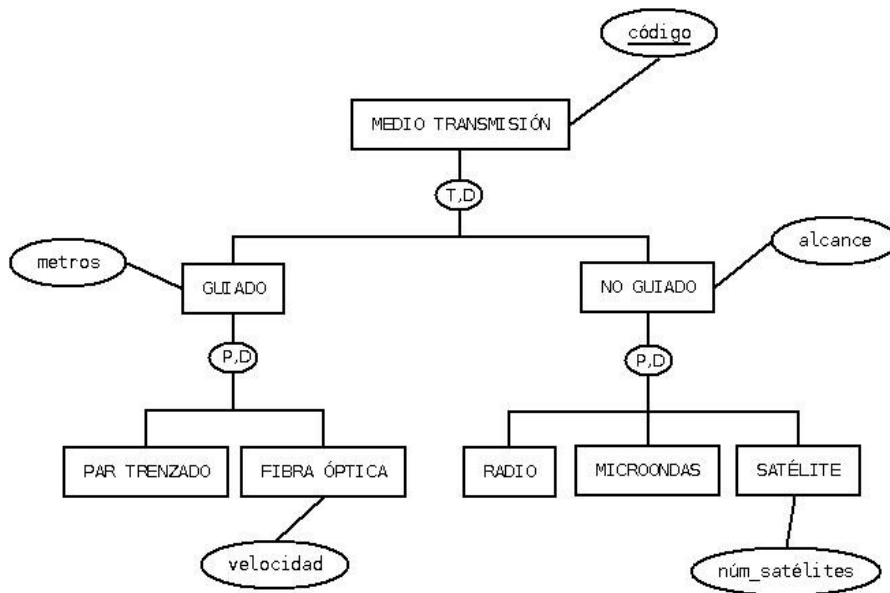 código
MEDIO TRANSMISIÓN
T,D
metros
alcance
GUIADO
NO GUIADO
P,D
P,D
PAR TRENZADO
FIBRA ÓPTICA
RADIO
MICROONDAS
SATÉLITE
velocidad
núm_satélites